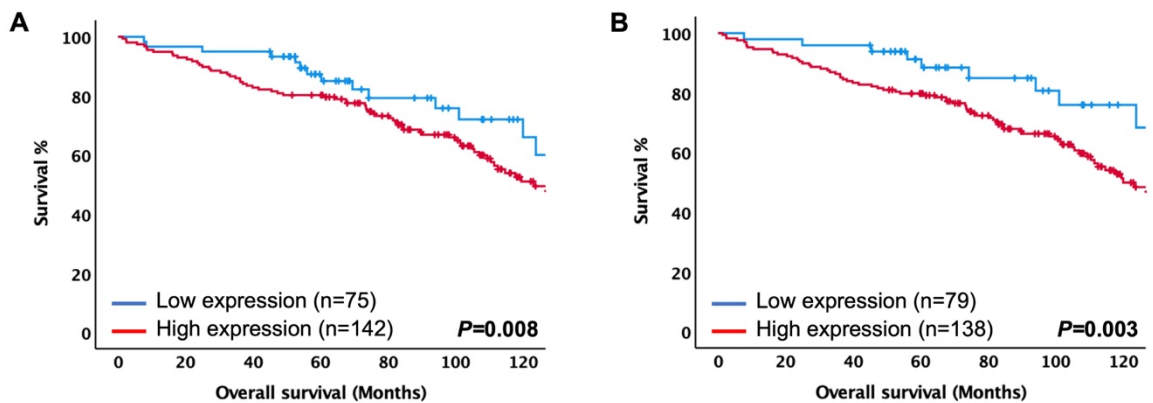 A
100
80
60
40
20
0
Survival %
Low expression (n=75)
High expression (n=142)
P=0.008
0 20 40 60 80 100 120
Overall survival (Months)
B
100
80
60
40
20
0
Survival %
Low expression (n=79)
High expression (n=138)
P=0.003
0 20 40 60 80 100 120
Overall survival (Months)